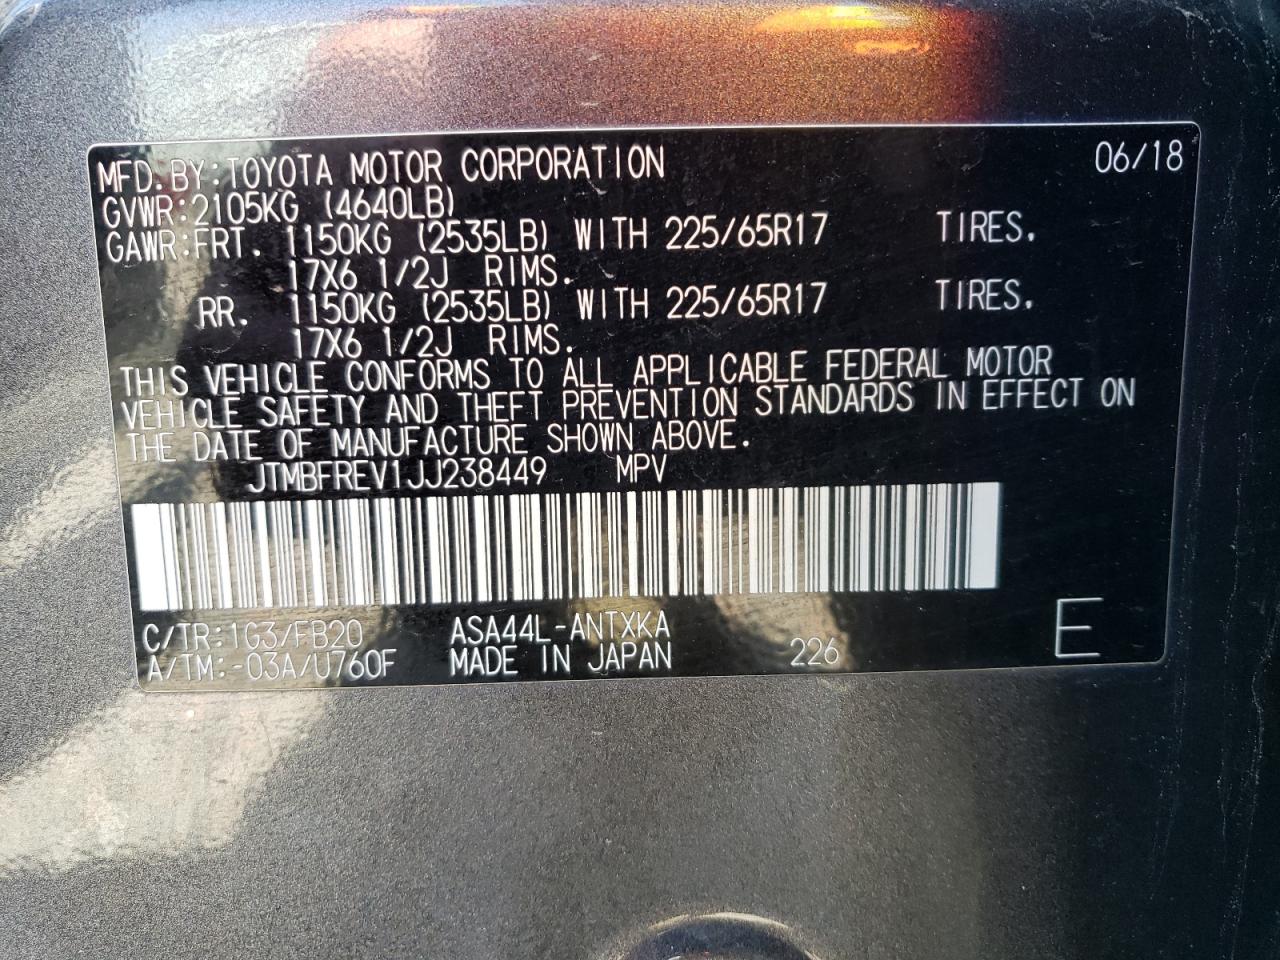 MFD.BY:TOYOTA MOTOR CORPORATION 06/18
GVWR:2105KG (4640LB)
GAWR:FRT. 1150KG (2535LB) WITH 225/65R17 TIRES.
17X6 1/2J RIMS.
RR. 1150KG (2535LB) WITH 225/65R17 TIRES.
17X6 1/2J RIMS.
THIS VEHICLE CONFORMS TO ALL APPLICABLE FEDERAL MOTOR
VEHICLE SAFETY AND THEFT PREVENTION STANDARDS IN EFFECT ON
THE DATE OF MANUFACTURE SHOWN ABOVE.
JTMBFREV1JJ238449 MPV
C/TR:1G3/FB20 ASA44L-ANTXKA
A/TM:-03A/U760F MADE IN JAPAN 226 E